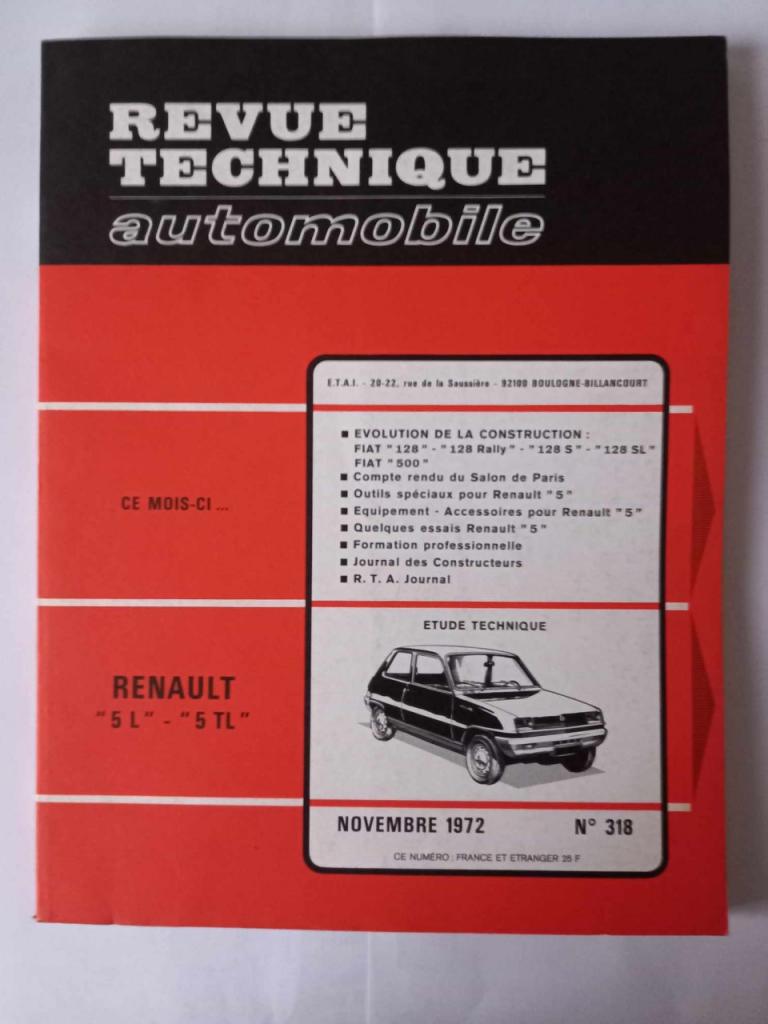 REVUE
TECHNIQUE
automobile
E.T.A.I. - 20-22, rue de la Saussière - 92100 BOULOGNE-BILLANCOURT
CE MOIS-CI ...
■ EVOLUTION DE LA CONSTRUCTION :
FIAT "128" - "128 Rally" - "128 S" - "128 SL"
FIAT "500"
■ Compte rendu du Salon de Paris
■ Outils spéciaux pour Renault "5"
■ Equipement - Accessoires pour Renault "5"
■ Quelques essais Renault "5"
■ Formation professionnelle
■ Journal des Constructeurs
■ R. T. A. Journal
RENAULT
"5 L" - "5 TL"
ETUDE TECHNIQUE
NOVEMBRE 1972 N° 318
CE NUMÉRO : FRANCE ET ETRANGER 25 F